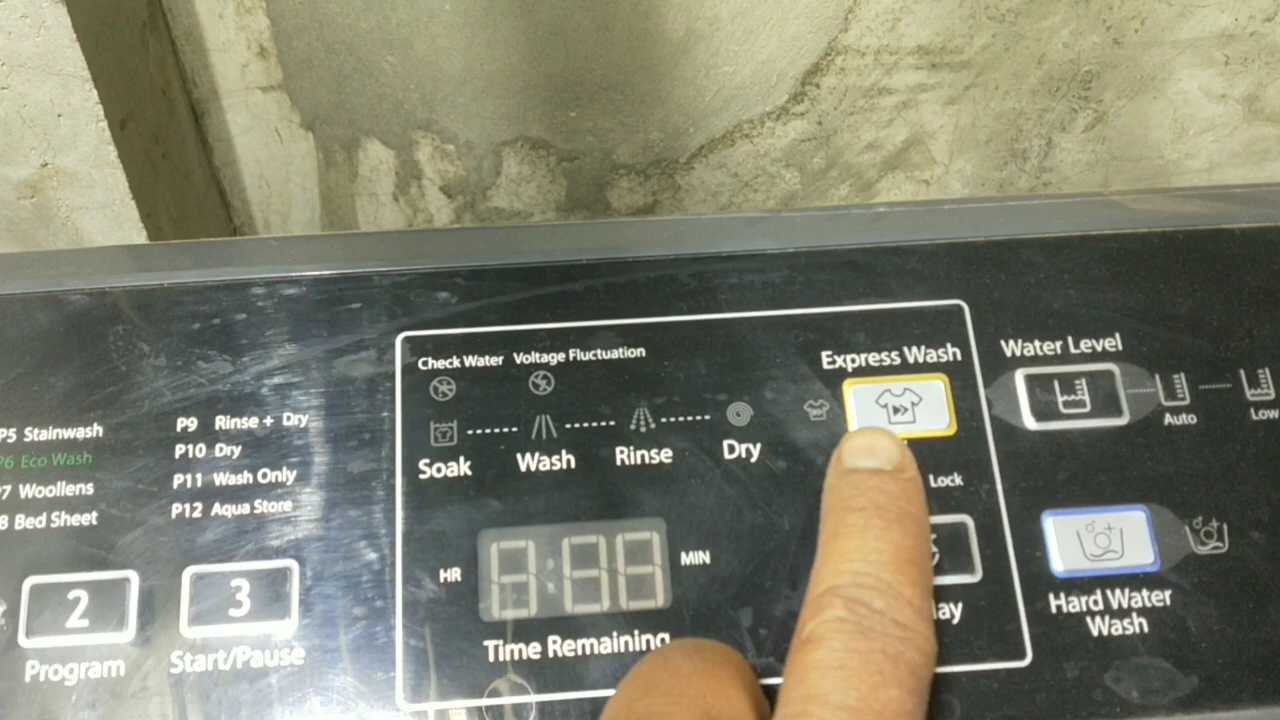 P5 Stainwash
P6 Eco Wash
P7 Woollens
Bed Sheet
P9 Rinse + Dry
P10 Dry
P11 Wash Only
P12 Aqua Store
2
Program
3
Start/Pause
Check Water Voltage Fluctuation
Soak Wash Rinse Dry
HR
MIN
Time Remaining
Express Wash
Lock
Water Level
Auto
Low
Hard Water
Wash